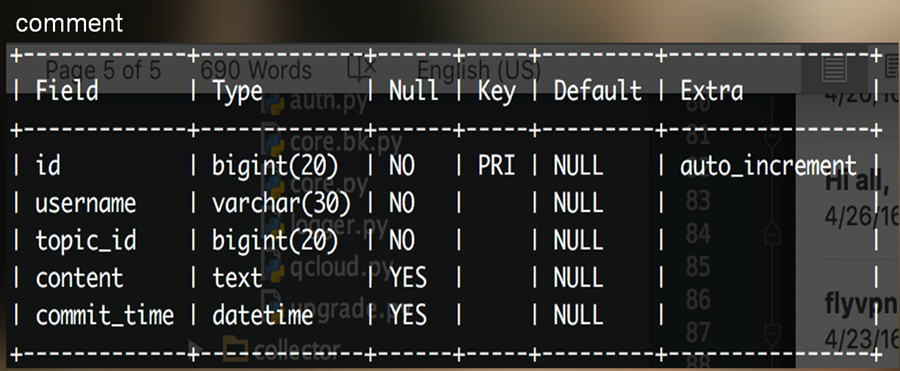 comment
+------------------+------------------+--------+-------+-----------+--------------------+
Page 5 of 5 690 Words English (US)
| Field | Type | Null | Key | Default | Extra |
auth.py
4/26/16
+------------------+------------------+--------+-------+-----------+--------------------+
core.bk.py 81
| id | bigint(20) | NO | PRI | NULL | auto_increment |
core.py Hi all,
| username | varchar(30) | NO | | NULL | |
83
logger.py 4/26/16
| topic_id | bigint(20) | NO | | NULL | |
84
qcloud.py 85
| content | text | YES | | NULL | |
86
upgrade.py flyvpn
| commit_time | datetime | YES | | NULL | |
87 4/23/16
collector
+------------------+------------------+--------+-------+-----------+--------------------+
88